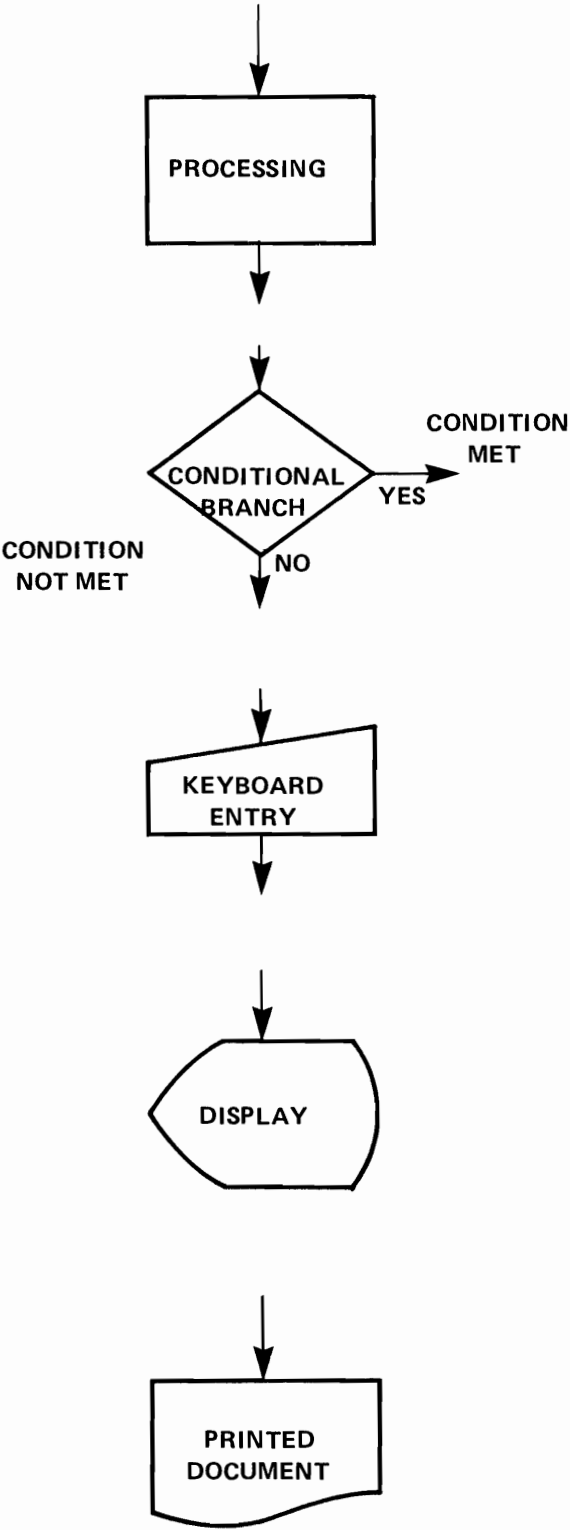 PROCESSING
CONDITION
MET
CONDITIONAL
BRANCH
YES
CONDITION
NOT MET
NO
KEYBOARD
ENTRY
DISPLAY
PRINTED
DOCUMENT